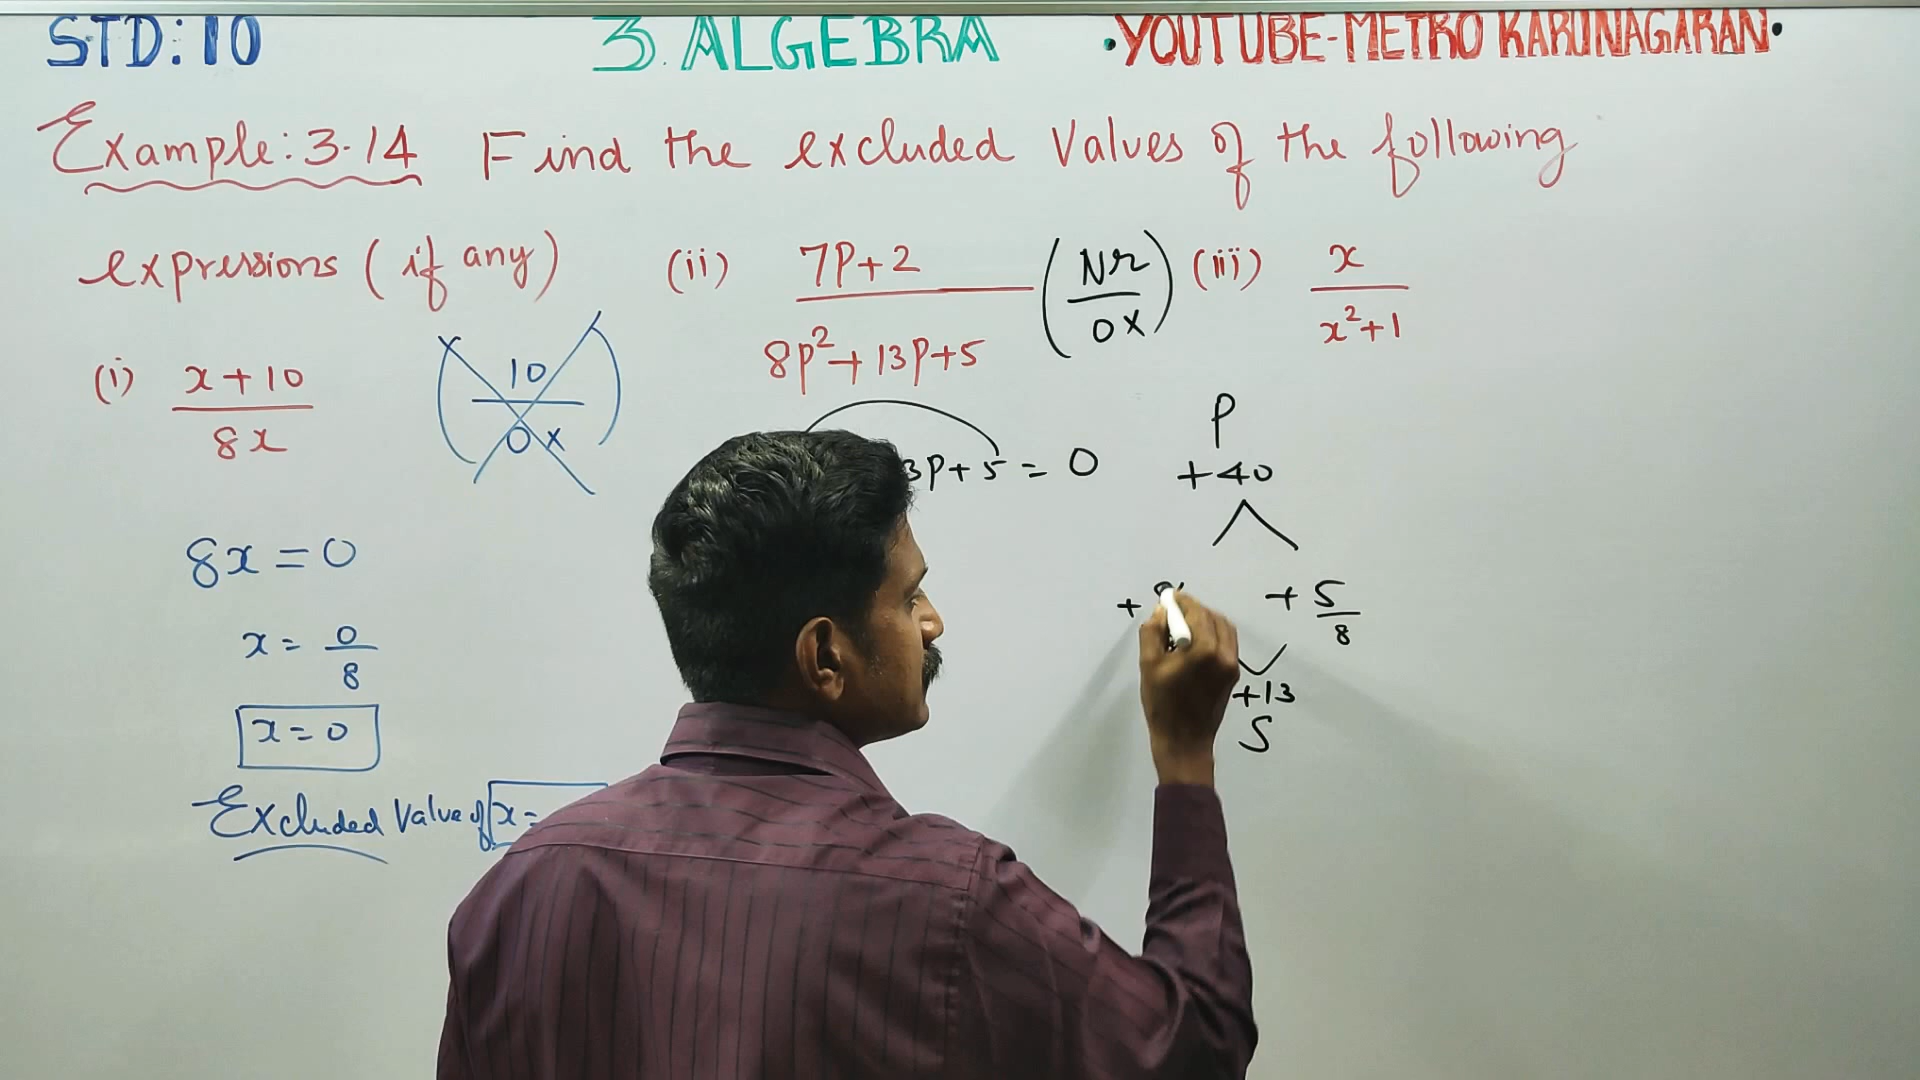 STD:10 3. ALGEBRA ·YOUTUBE-METRO KARUNAGARAN·
Example: 3.14 Find the excluded Values of the following
expressions (if any) (ii) 7P+2 / 8p²+13p+5 (Nr / 0 x) (iii) x / x²+1
(i) x+10 / 8x
10 / 0 x
3p+5 = 0
P
+40
+ 5/8
+13
S
8x = 0
x = 0/8
x = 0
Excluded Value of x =